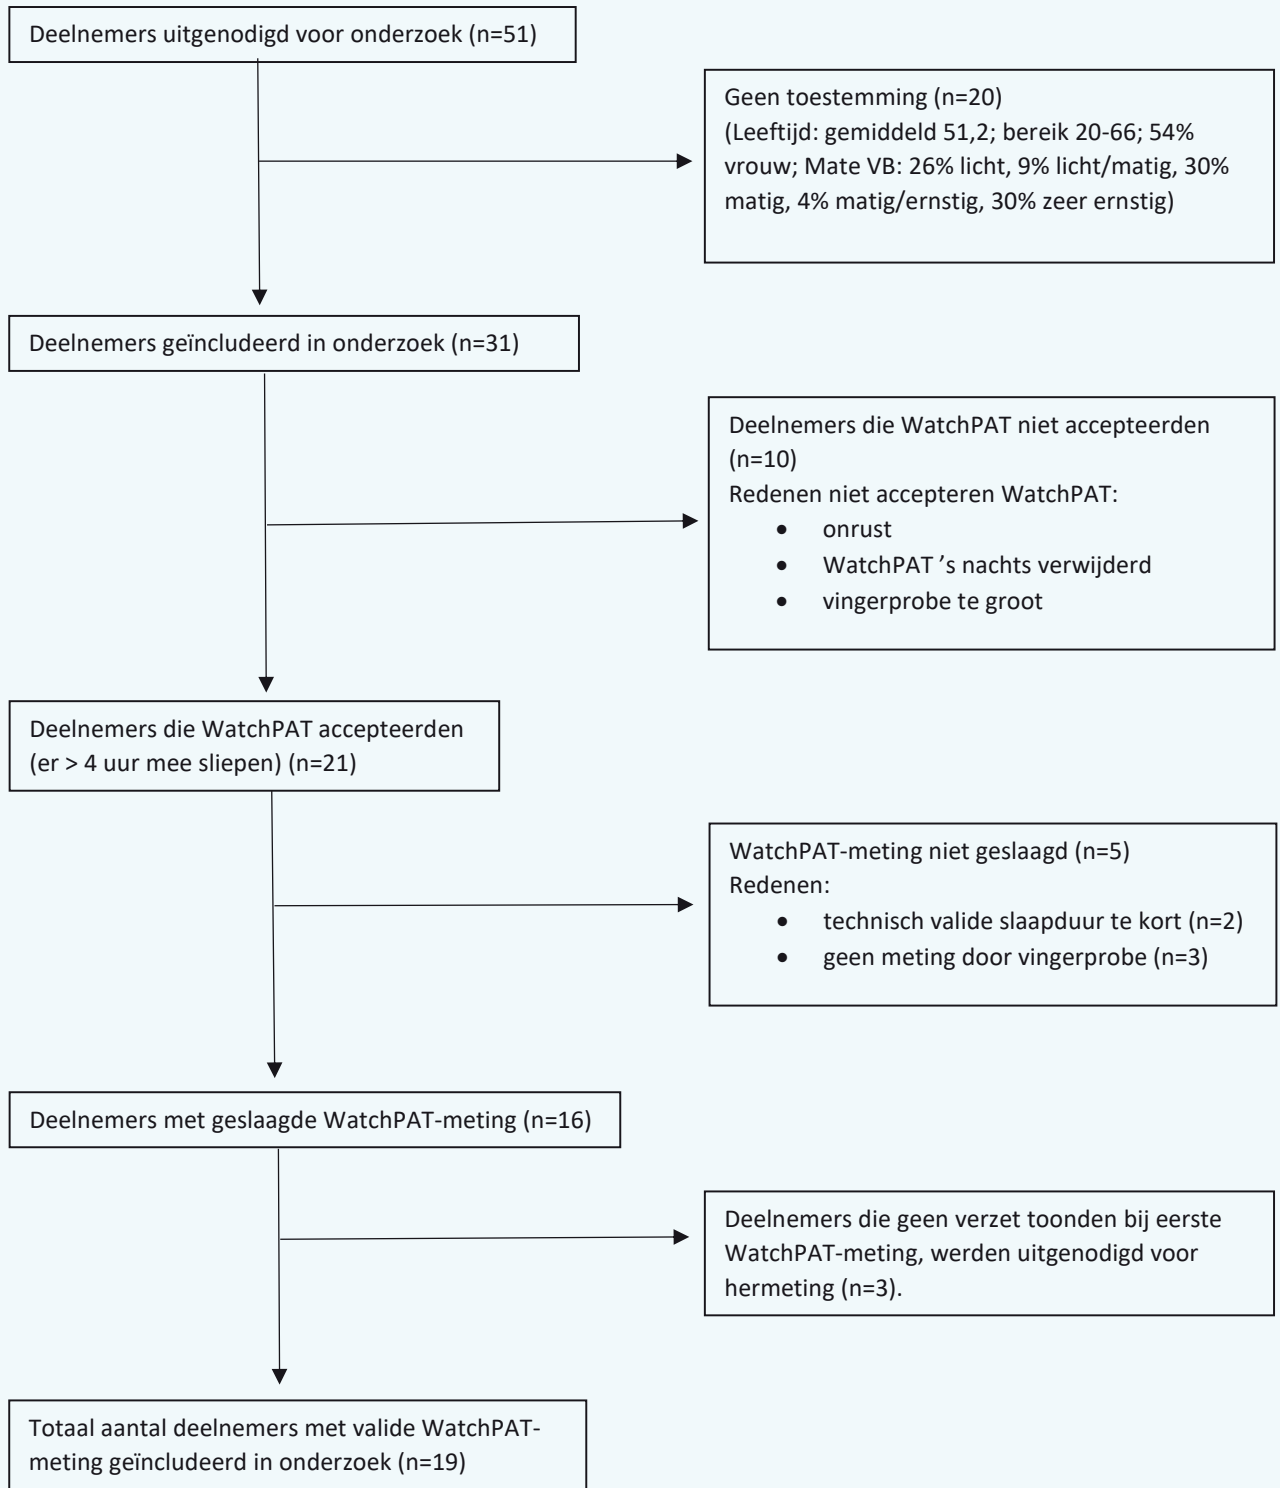 Deelnemers uitgenodigd voor onderzoek (n=51)
Geen toestemming (n=20)
(Leeftijd: gemiddeld 51,2; bereik 20-66; 54%
vrouw; Mate VB: 26% licht, 9% licht/matig, 30%
matig, 4% matig/ernstig, 30% zeer ernstig)
Deelnemers geïncludeerd in onderzoek (n=31)
Deelnemers die WatchPAT niet accepteerden
(n=10)
Redenen niet accepteren WatchPAT:
• onrust
• WatchPAT ’s nachts verwijderd
• vingerprobe te groot
Deelnemers die WatchPAT accepteerden
(er > 4 uur mee sliepen) (n=21)
WatchPAT-meting niet geslaagd (n=5)
Redenen:
• technisch valide slaapduur te kort (n=2)
• geen meting door vingerprobe (n=3)
Deelnemers met geslaagde WatchPAT-meting (n=16)
Deelnemers die geen verzet toonden bij eerste
WatchPAT-meting, werden uitgenodigd voor
hermeting (n=3).
Totaal aantal deelnemers met valide WatchPAT-
meting geïncludeerd in onderzoek (n=19)